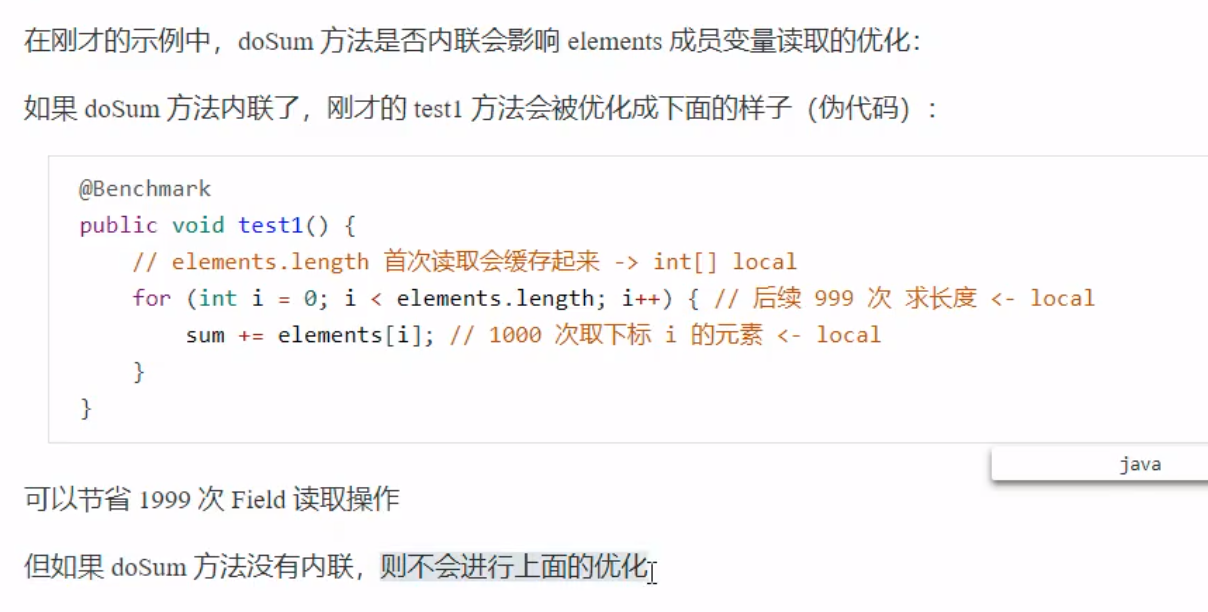 在刚才的示例中，doSum 方法是否内联会影响 elements 成员变量读取的优化：
如果 doSum 方法内联了，刚才的 test1 方法会被优化成下面的样子（伪代码）：
@Benchmark
public void test1() {
    // elements.length 首次读取会缓存起来 -> int[] local
    for (int i = 0; i < elements.length; i++) { // 后续 999 次 求长度 <- local
        sum += elements[i]; // 1000 次取下标 i 的元素 <- local
    }
}
java
可以节省 1999 次 Field 读取操作
但如果 doSum 方法没有内联，则不会进行上面的优化